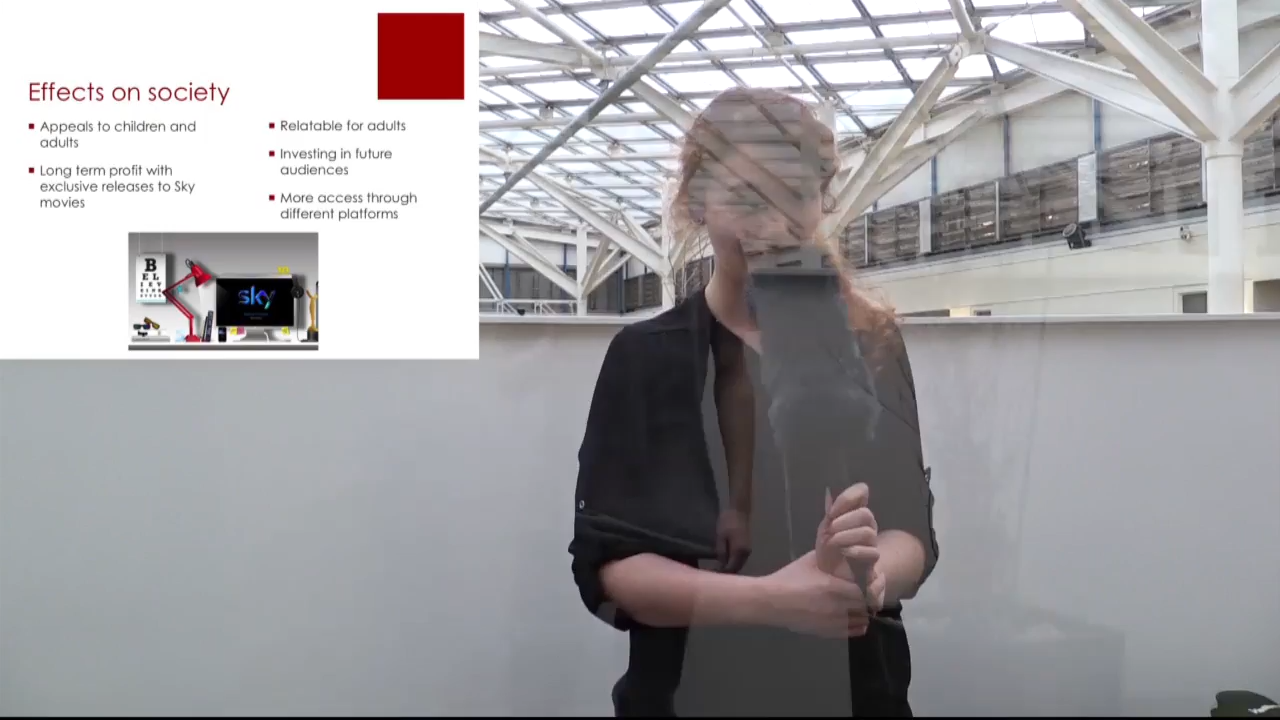 Effects on society
Appeals to children and
adults
Long term profit with
exclusive releases to Sky
movies
Relatable for adults
Investing in future
audiences
More access through
different platforms
B
E L
sky